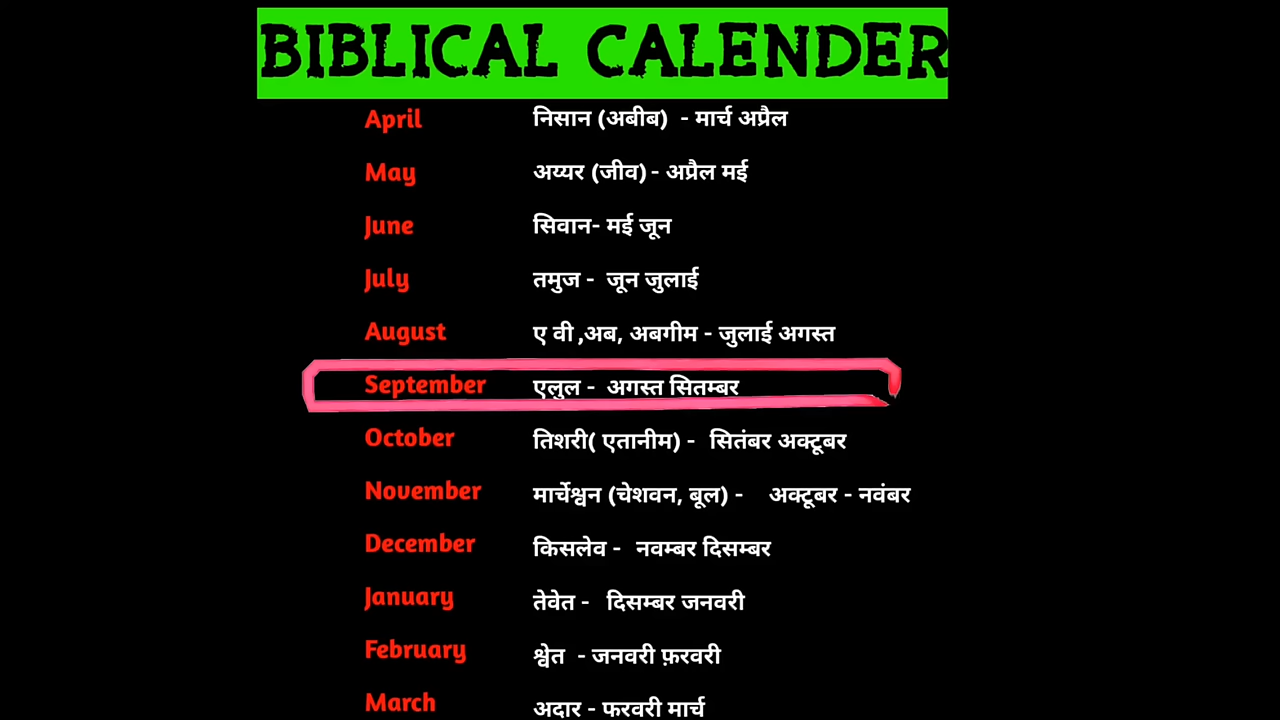 BIBLICAL CALENDER
April निसान (अबीब) - मार्च अप्रैल
May अय्यर (जीव) - अप्रैल मई
June सिवान- मई जून
July तमुज - जून जुलाई
August ए वी ,अब, अबगीम - जुलाई अगस्त
September एलुल - अगस्त सितम्बर
October तिशरी( एतानीम) - सितंबर अक्टूबर
November मार्चेश्वन (चेशवन, बूल) - अक्टूबर - नवंबर
December किसलेव - नवम्बर दिसम्बर
January तेवेत - दिसम्बर जनवरी
February श्वेत - जनवरी फ़रवरी
March अदार - फरवरी मार्च